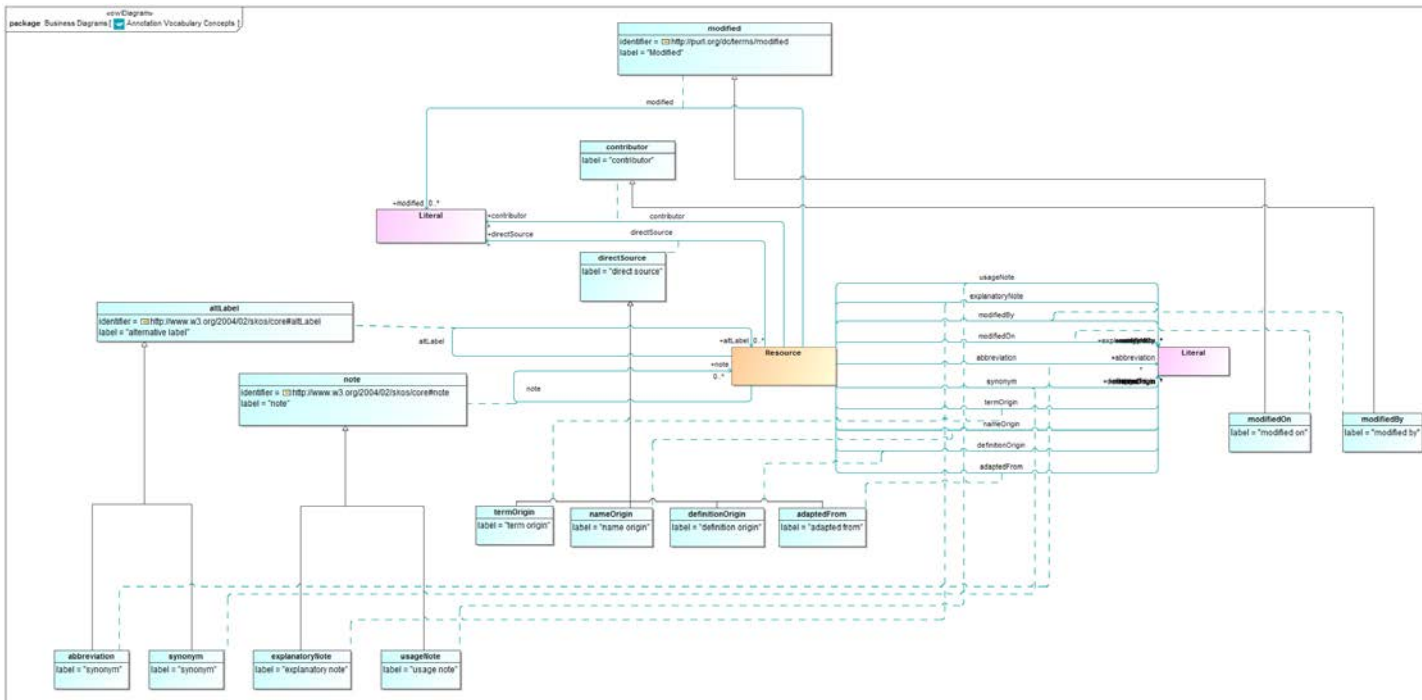 «owlDiagram»
package Business Diagrams [ Annotation Vocabulary Concepts ]
modified
identifier = http://purl.org/dc/terms/modified
label = "Modified"
modified
contributor
label = "contributor"
+modified 0..*
Literal
+contributor
contributor
+directSource
directSource
directSource
label = "direct source"
usageNote
explanatoryNote
modifiedBy
modifiedOn
abbreviation
synonym
termOrigin
nameOrigin
definitionOrigin
adaptedFrom
altLabel
identifier = http://www.w3.org/2004/02/skos/core#altLabel
label = "alternative label"
altLabel
+altLabel 0..*
Resource
+note
0..*
note
identifier = http://www.w3.org/2004/02/skos/core#note
label = "note"
note
+abbreviation
*
Literal
modifiedOn
label = "modified on"
modifiedBy
label = "modified by"
termOrigin
label = "term origin"
nameOrigin
label = "name origin"
definitionOrigin
label = "definition origin"
adaptedFrom
label = "adapted from"
abbreviation
label = "synonym"
synonym
label = "synonym"
explanatoryNote
label = "explanatory note"
usageNote
label = "usage note"